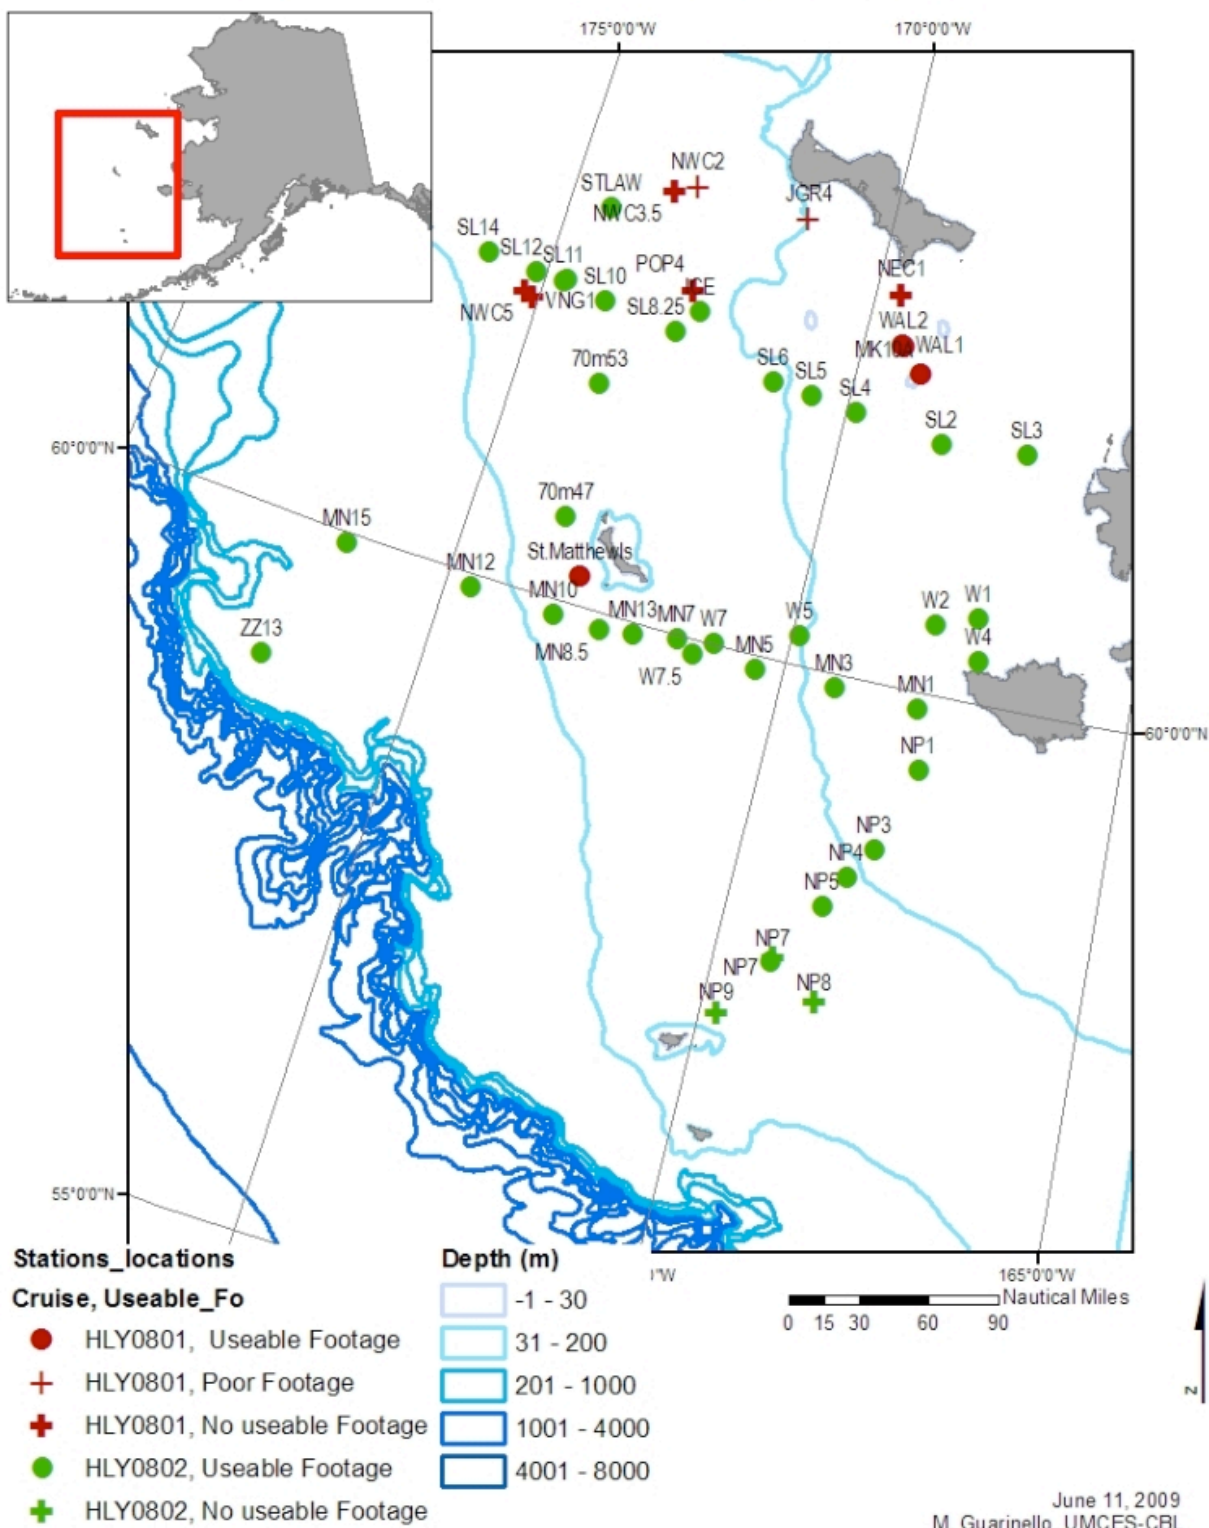 175°0'0"W
170°0'0"W
NWC2
STLAW
NWC3.5
JGR4
SL14
SL12
SL11
POP4
NEC1
SL10
VNG1
NWC5
SL8.25
WAL2
WAL1
70m53
SL6
SL5
SL4
SL2
SL3
60°0'0"N
70m47
MN15
St.Matthewls
MN12
MN10
MN13
MN7
W7
W5
W2
W1
W4
ZZ13
MN8.5
W7.5
MN5
MN3
MN1
60°0'0"N
NP1
NP3
NP4
NP5
NP7
NP7
NP9
NP8
55°0'0"N
165°0'0"W
Stations_locations
Cruise, Useable_Fo
HLY0801, Useable Footage
HLY0801, Poor Footage
HLY0801, No useable Footage
HLY0802, Useable Footage
HLY0802, No useable Footage
Depth (m)
-1 - 30
31 - 200
201 - 1000
1001 - 4000
4001 - 8000
Nautical Miles
0 15 30 60 90
N
June 11, 2009
M. Guarinello, UMCES-CBL